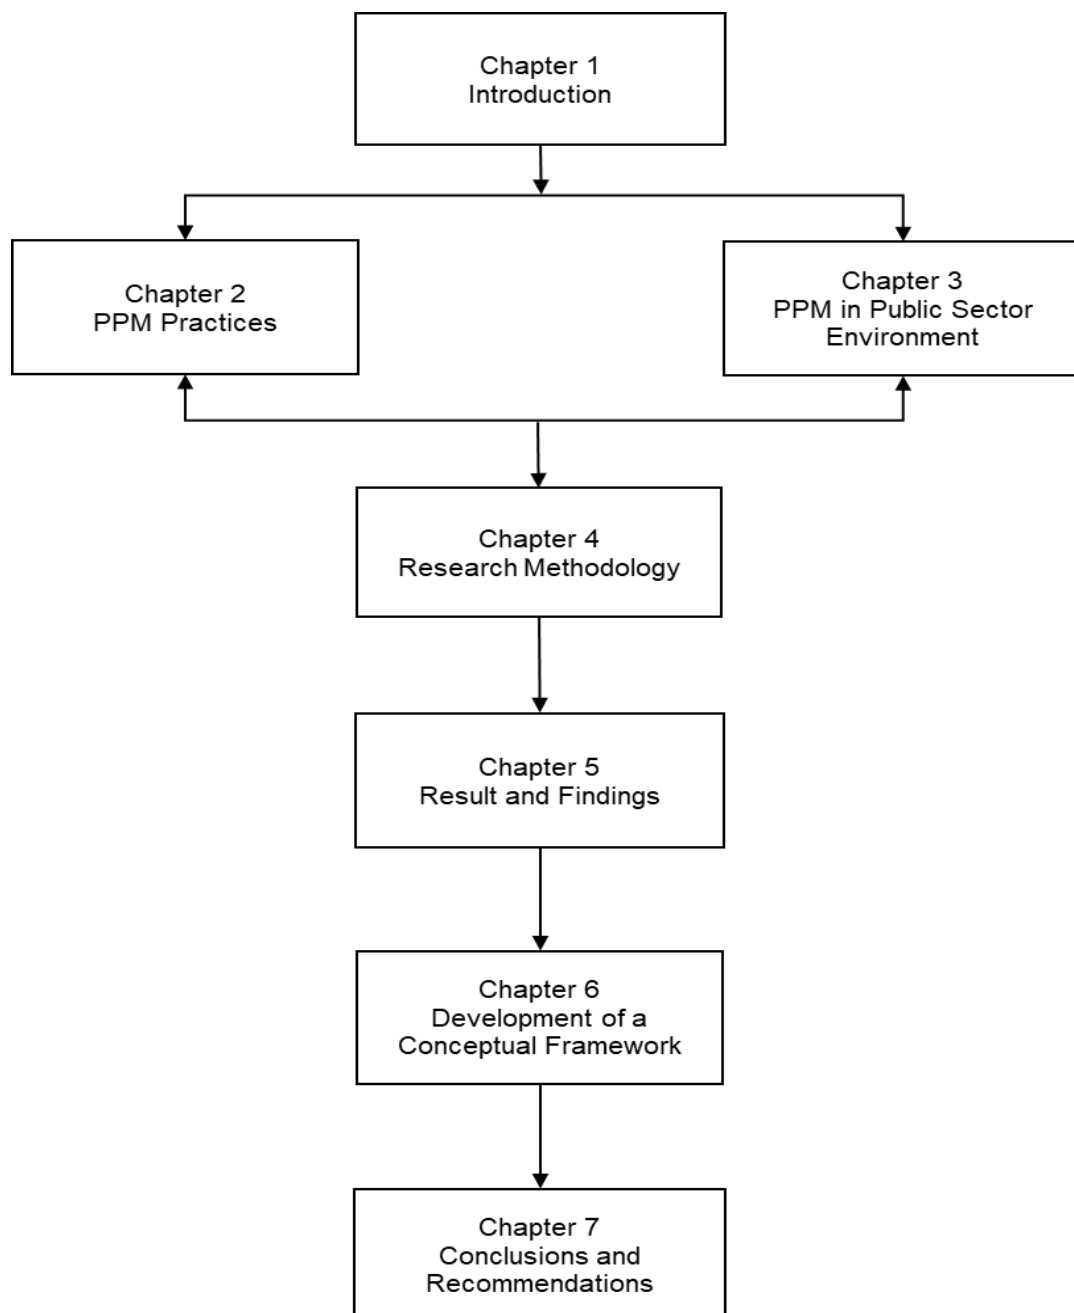 Chapter 1
Introduction
Chapter 2
PPM Practices
Chapter 3
PPM in Public Sector
Environment
Chapter 4
Research Methodology
Chapter 5
Result and Findings
Chapter 6
Development of a
Conceptual Framework
Chapter 7
Conclusions and
Recommendations